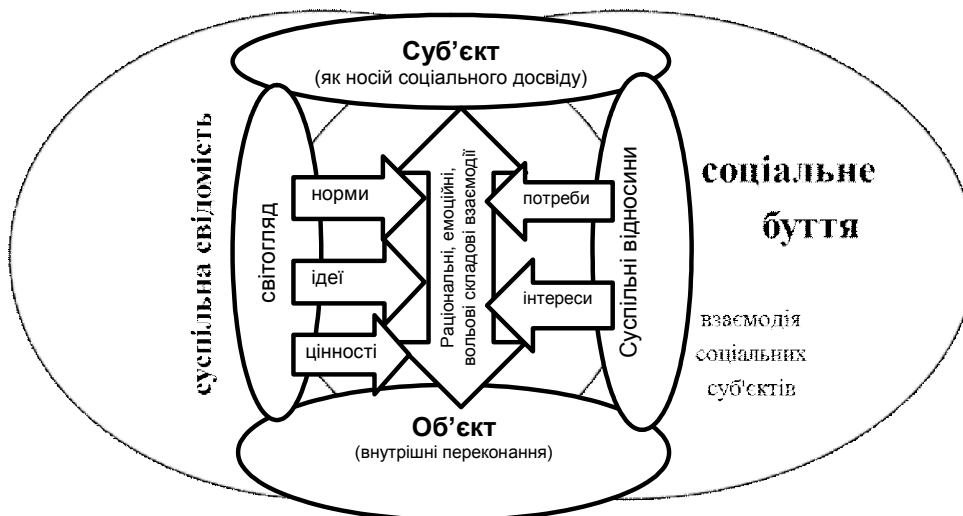 Суб’єкт
(як носій соціального досвіду)
суспільна свідомість
світогляд
норми
ідеї
цінності
Раціональні, емоційні,
вольові складові взаємодії
потреби
інтереси
Суспільні відносини
соціальне
буття
взаємодія
соціальних
суб'єктів
Об’єкт
(внутрішні переконання)